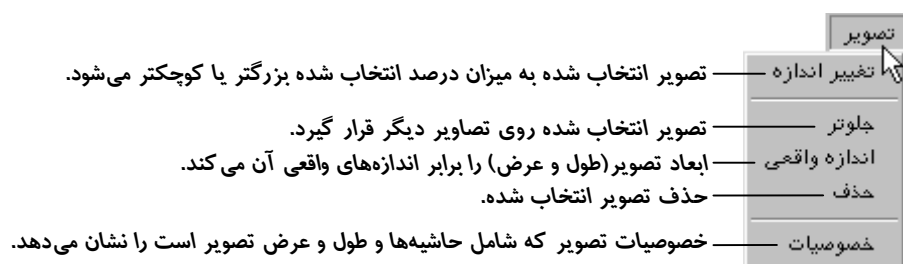 تصویر
تغییر اندازه تصویر انتخاب شده به میزان درصد انتخاب شده بزرگتر یا کوچکتر می‌شود.
جلوتر تصویر انتخاب شده روی تصاویر دیگر قرار گیرد.
اندازه واقعی ابعاد تصویر(طول و عرض) را برابر اندازه‌های واقعی آن می کند.
حذف حذف تصویر انتخاب شده.
خصوصیات خصوصیات تصویر که شامل حاشیه‌ها و طول و عرض تصویر است را نشان می‌دهد.